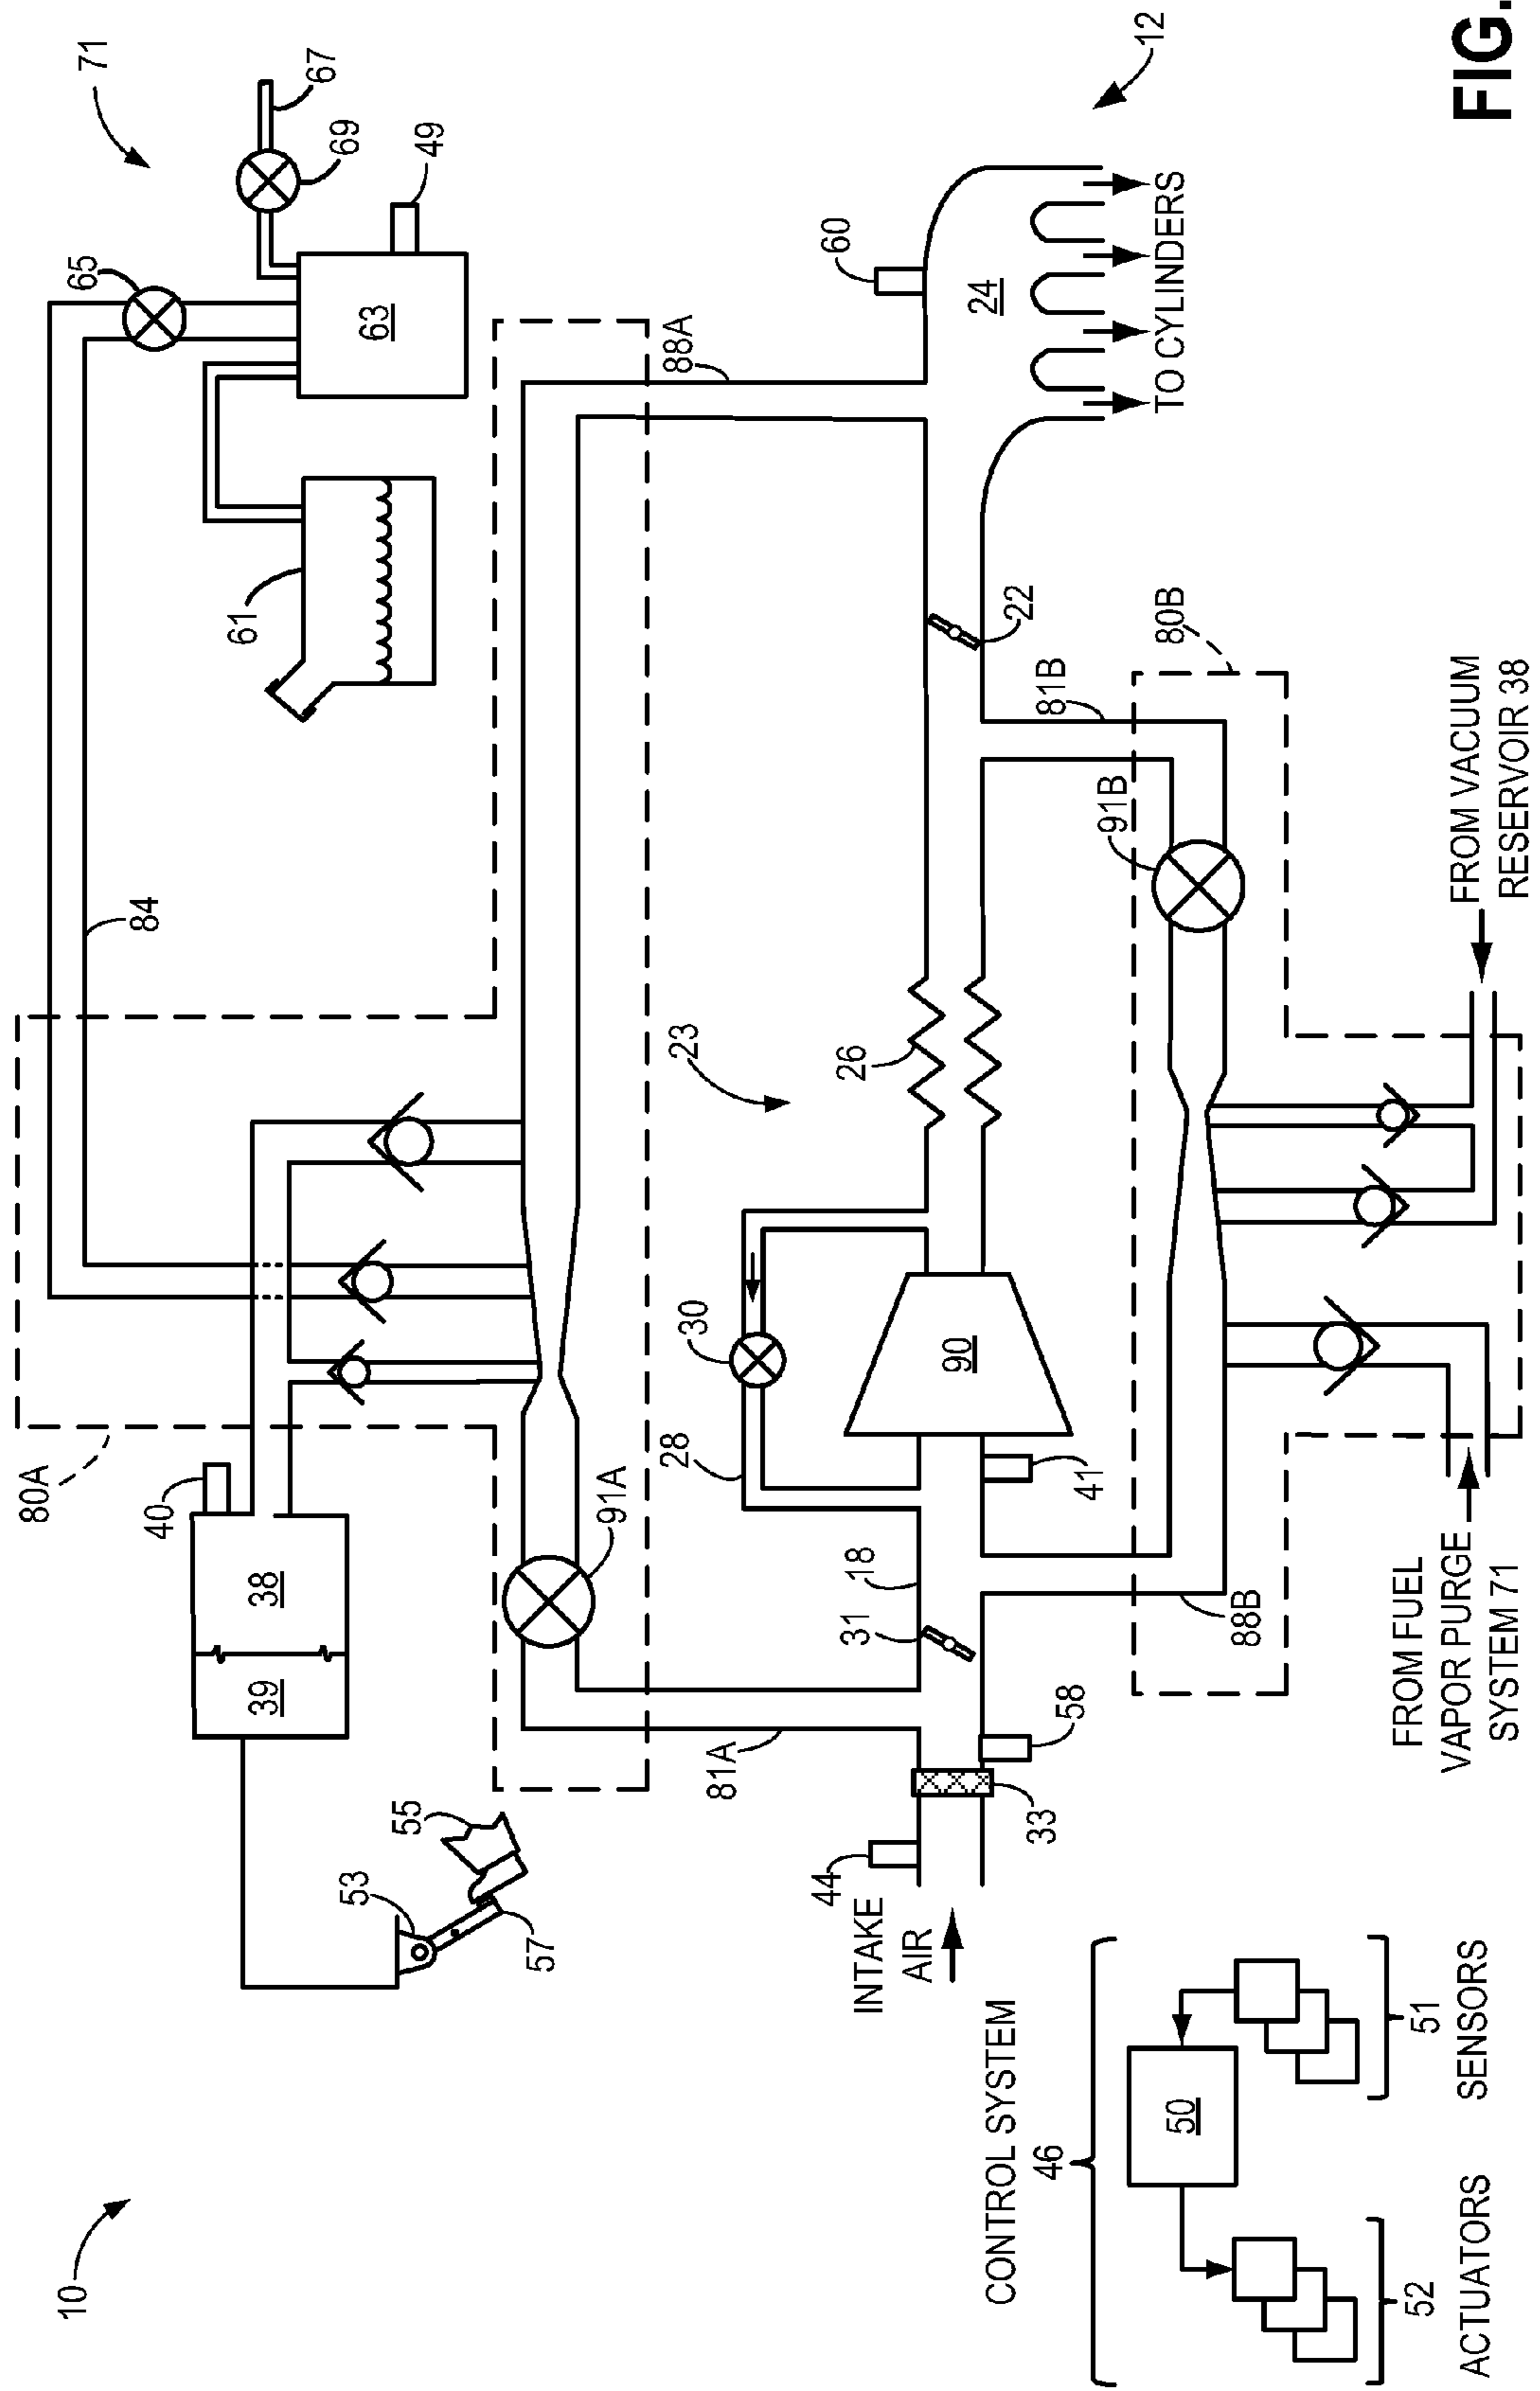 80A
10
65
71
84
40
61
39
38
67
69
53
63
55
49
57
91A
28
23
88A
30
81A
44
60
26
31
18
INTAKE
AIR
90
24
CONTROL SYSTEM
46
22
33
81B
58
41
91B
12
TO CYLINDERS
80B
50
88B
52
51
ACTUATORS
SENSORS
FROM FUEL
VAPOR PURGE
SYSTEM 71
FROM VACUUM
RESERVOIR 38
FIG.